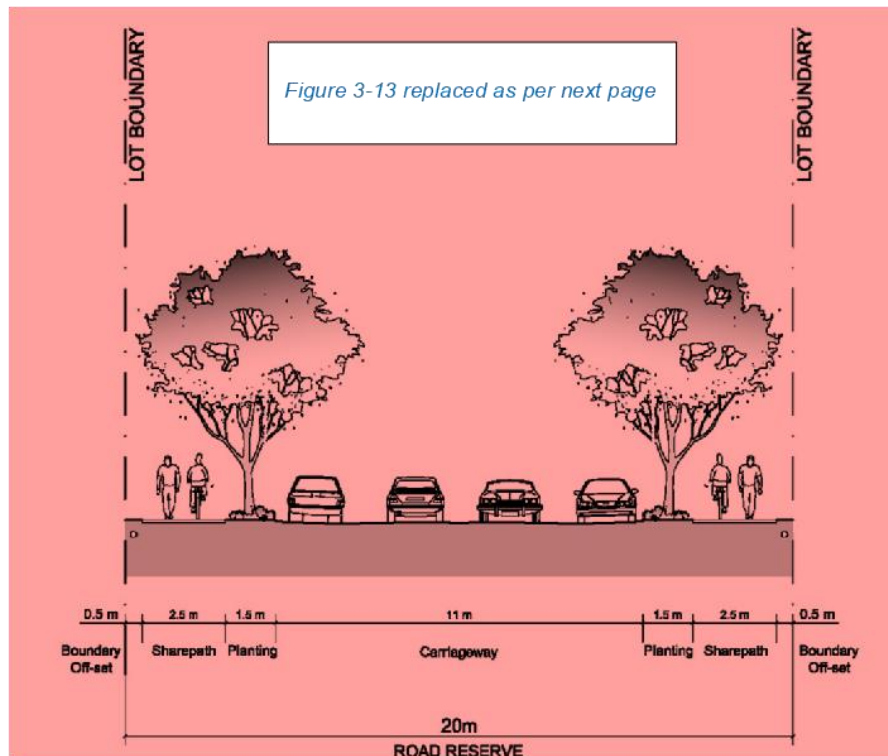 LOT BOUNDARY
Figure 3-13 replaced as per next page
LOT BOUNDARY
0.5 m 2.5 m 1.5 m 11 m 1.5 m 2.5 m 0.5 m
Boundary Sharepath Planting Carriageway Planting Sharepath Boundary
Off-set Off-set
20m
ROAD RESERVE